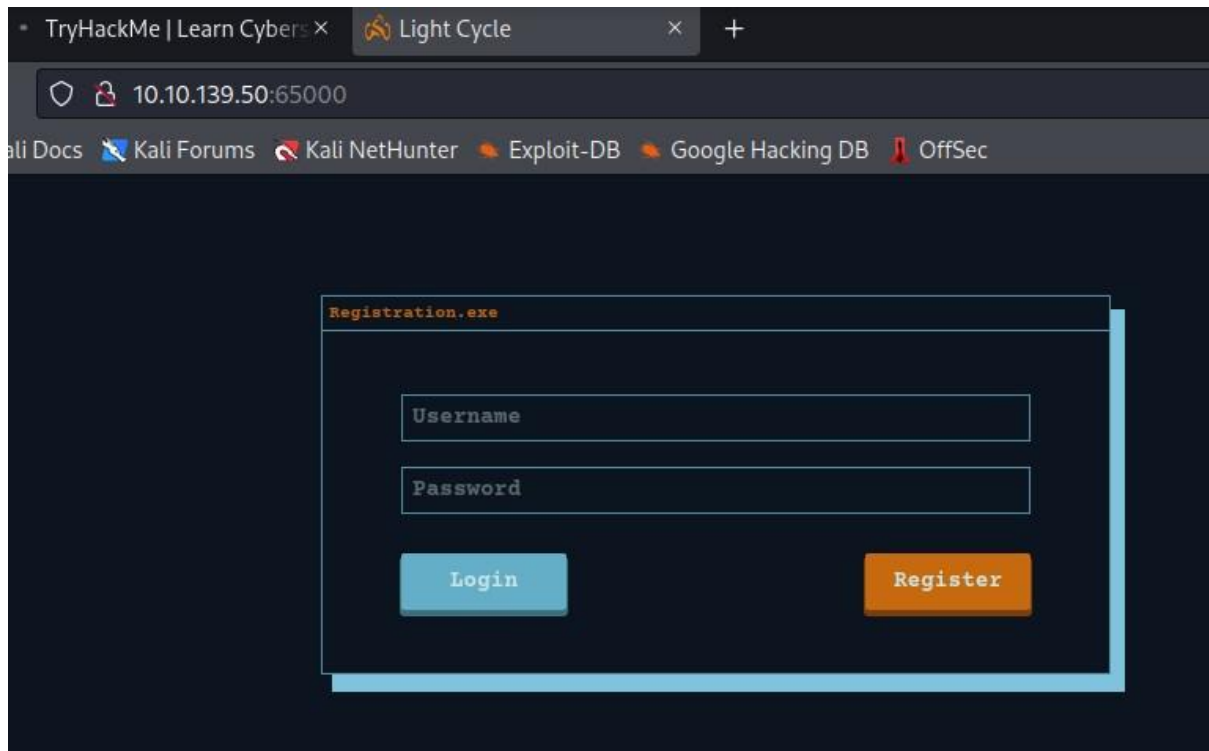 TryHackMe | Learn Cybers
Light Cycle
10.10.139.50:65000
ali Docs Kali Forums Kali NetHunter Exploit-DB Google Hacking DB OffSec
Registration.exe
Username
Password
Login Register